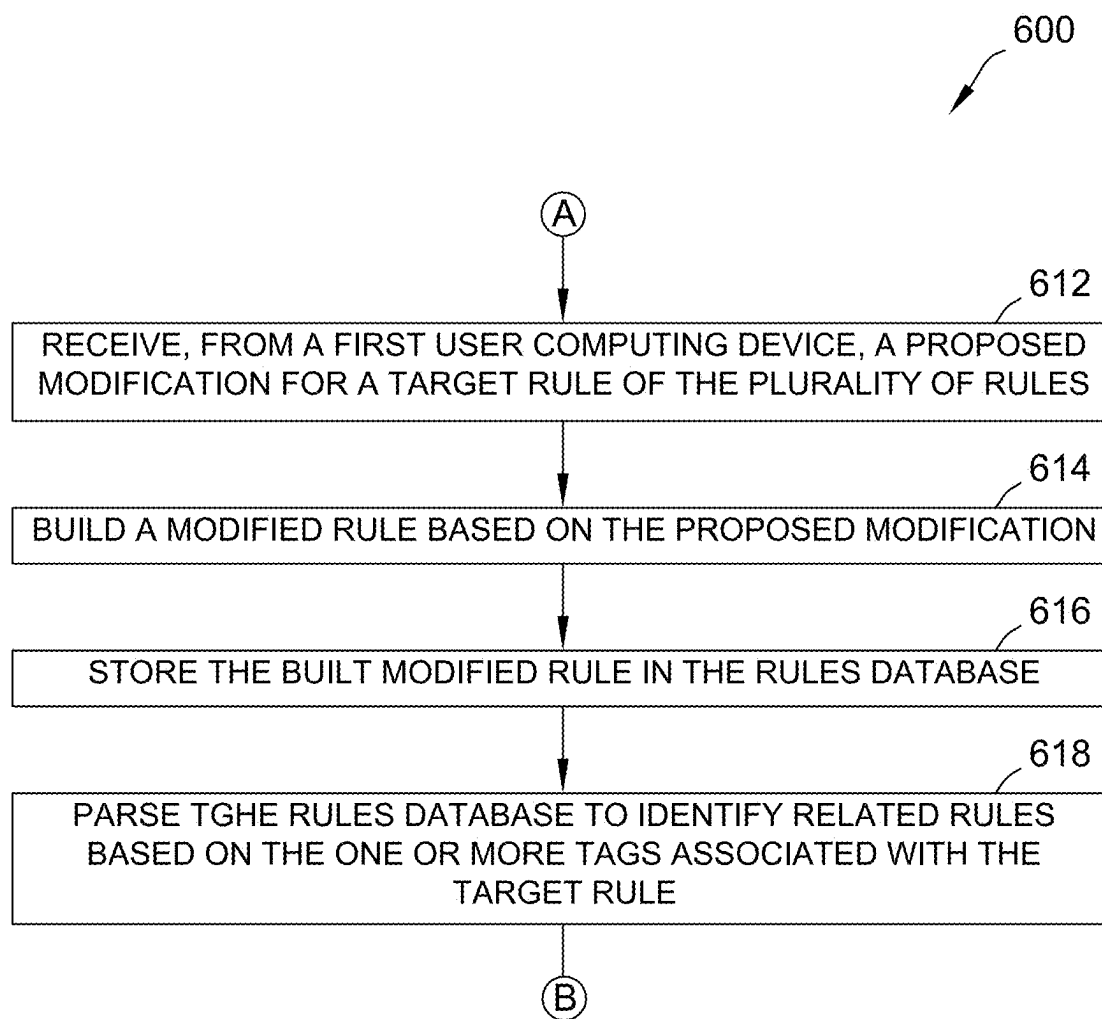 600
A
612
RECEIVE, FROM A FIRST USER COMPUTING DEVICE, A PROPOSED
MODIFICATION FOR A TARGET RULE OF THE PLURALITY OF RULES
614
BUILD A MODIFIED RULE BASED ON THE PROPOSED MODIFICATION
616
STORE THE BUILT MODIFIED RULE IN THE RULES DATABASE
618
PARSE TGHE RULES DATABASE TO IDENTIFY RELATED RULES
BASED ON THE ONE OR MORE TAGS ASSOCIATED WITH THE
TARGET RULE
B